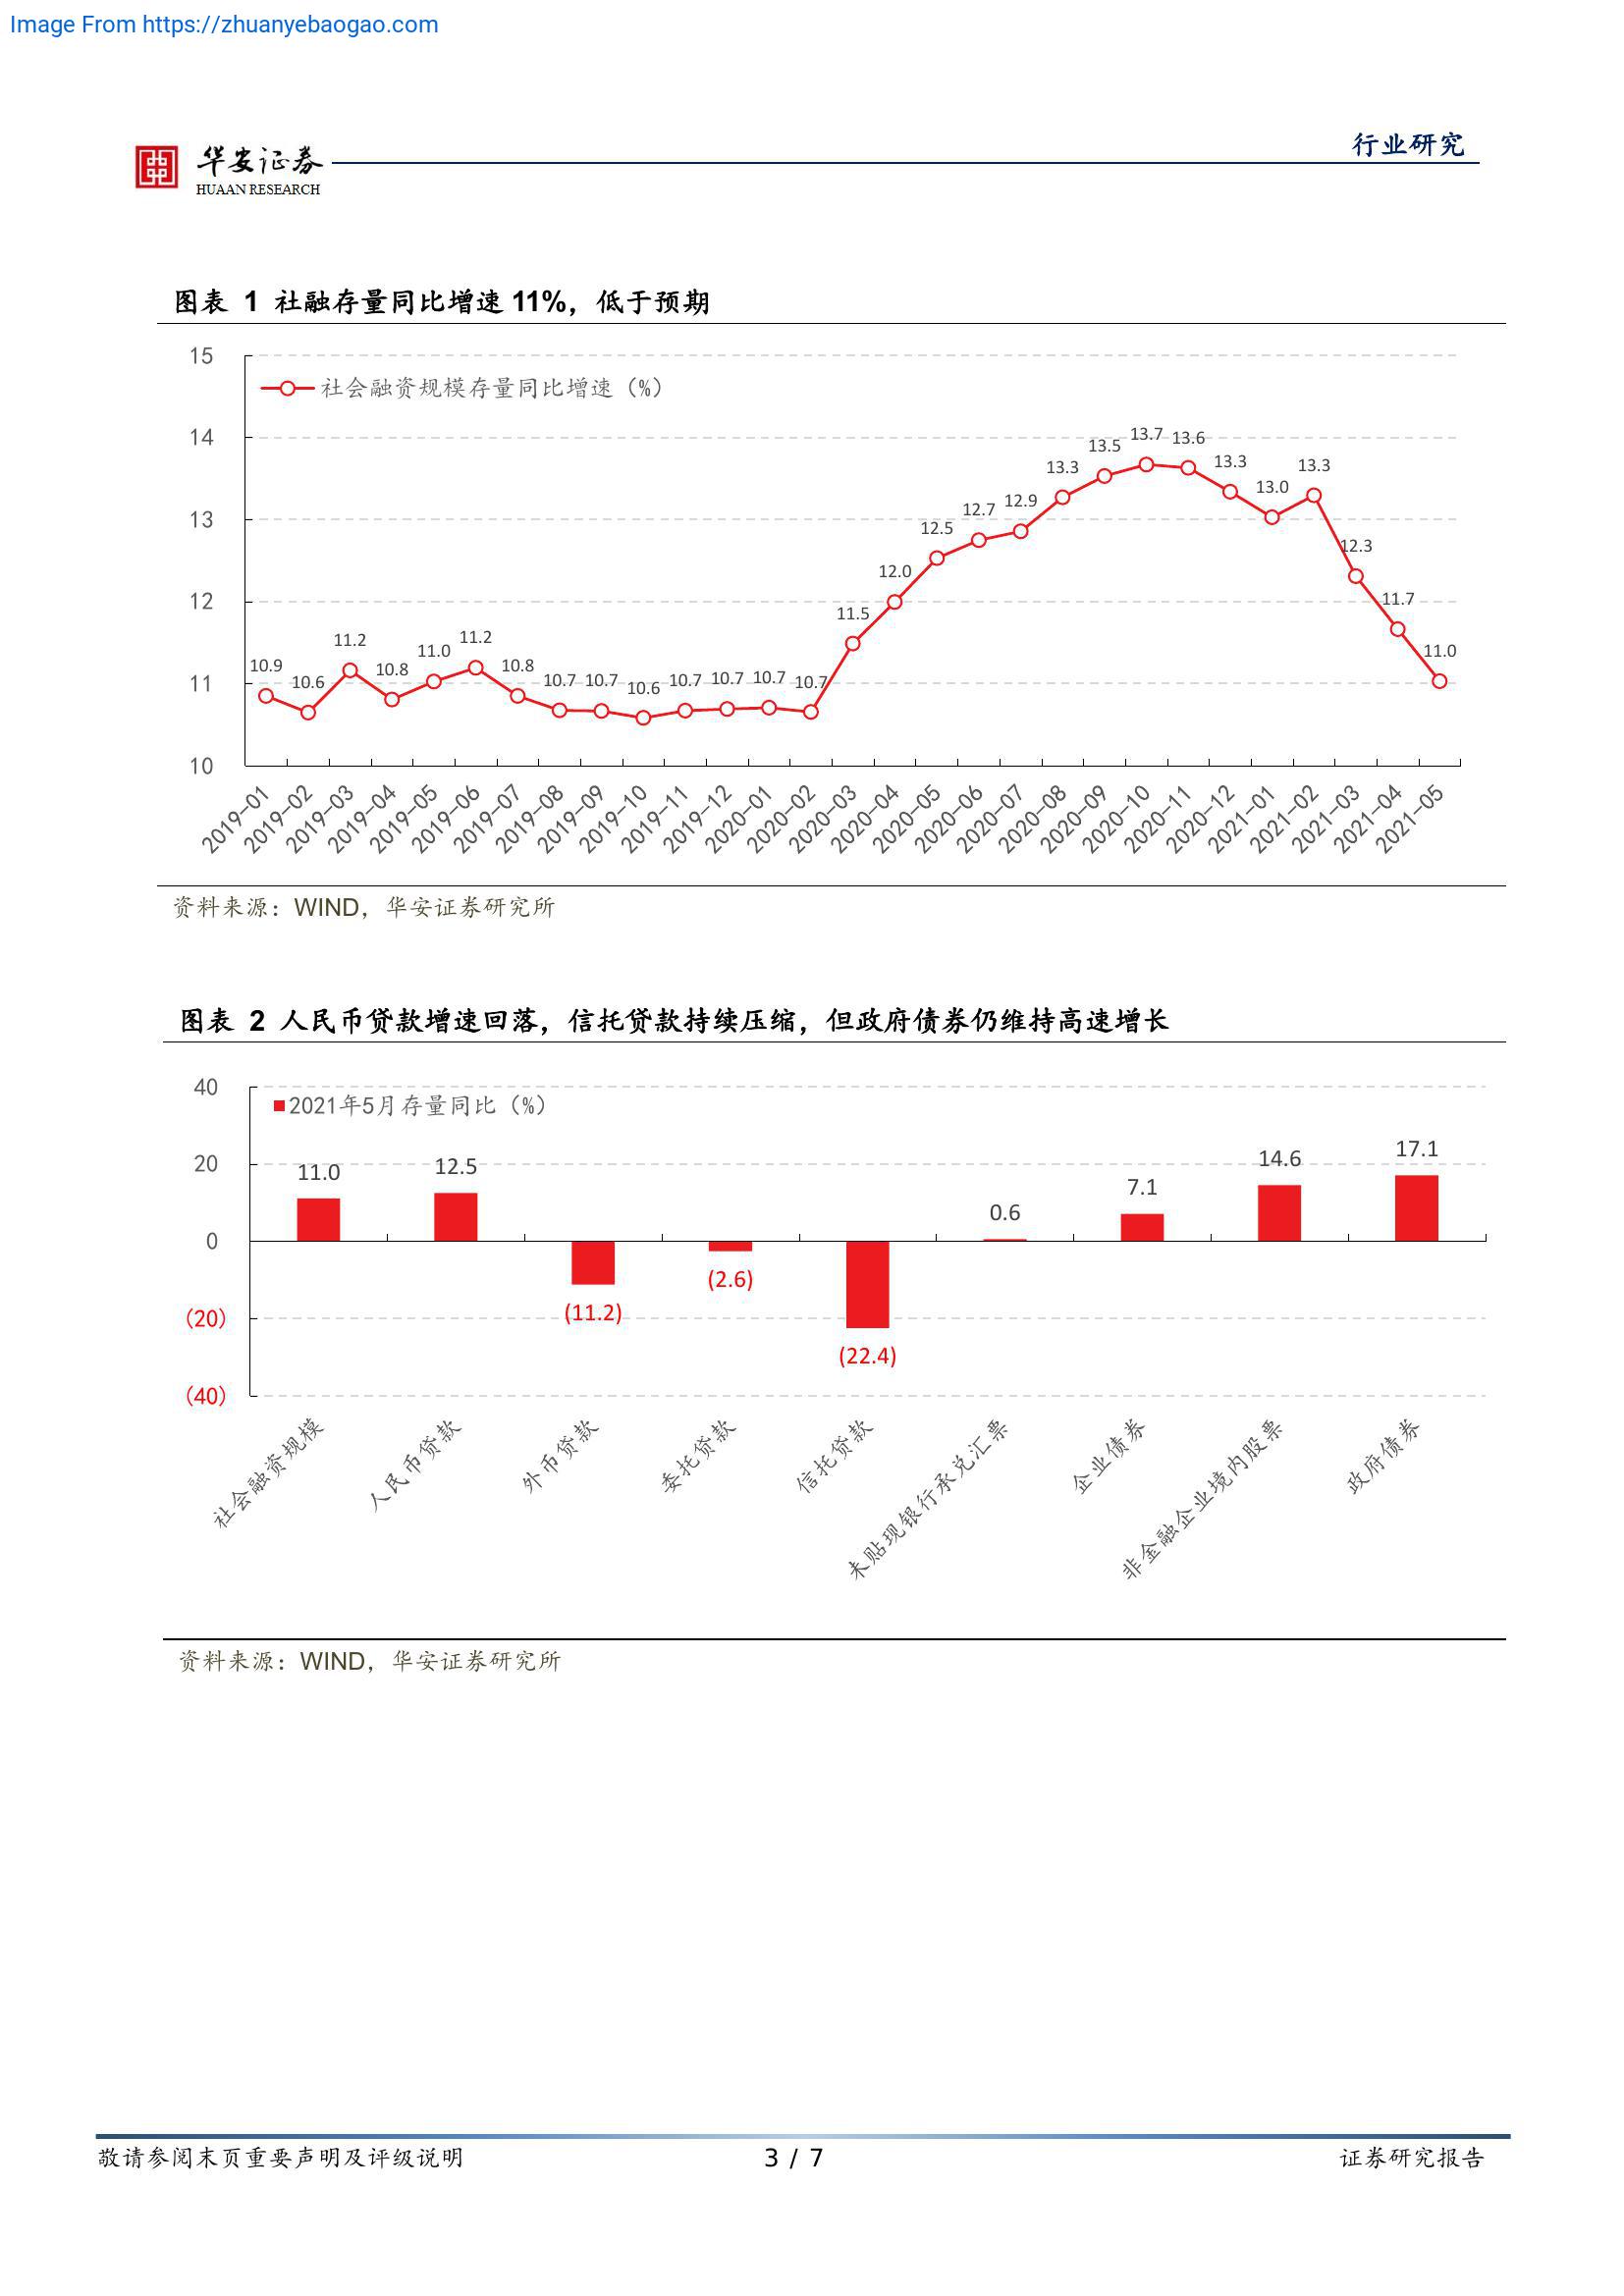 Image From https://zhuanyebaogao.com
行业研究
华安证券
HUAAN RESEARCH
图表 1 社融存量同比增速 11%，低于预期
15
14
13
12
11
10
社会融资规模存量同比增速（%）
10.9 10.6 11.2 10.8 11.0 11.2 10.8 10.7 10.7 10.6 10.7 10.7 10.7 10.7 11.5 12.0 12.5 12.7 12.9 13.3 13.5 13.7 13.6 13.3 13.0 13.3 12.3 11.7 11.0
2019-01 2019-02 2019-03 2019-04 2019-05 2019-06 2019-07 2019-08 2019-09 2019-10 2019-11 2019-12 2020-01 2020-02 2020-03 2020-04 2020-05 2020-06 2020-07 2020-08 2020-09 2020-10 2020-11 2020-12 2021-01 2021-02 2021-03 2021-04 2021-05
资料来源：WIND，华安证券研究所
图表 2 人民币贷款增速回落，信托贷款持续压缩，但政府债券仍维持高速增长
40
20
0
(20)
(40)
2021年5月存量同比（%）
11.0 12.5 (11.2) (2.6) (22.4) 0.6 7.1 14.6 17.1
社会融资规模 人民币贷款 外币贷款 委托贷款 信托贷款 未贴现银行承兑汇票 企业债券 非金融企业境内股票 政府债券
资料来源：WIND，华安证券研究所
敬请参阅末页重要声明及评级说明 3 / 7 证券研究报告